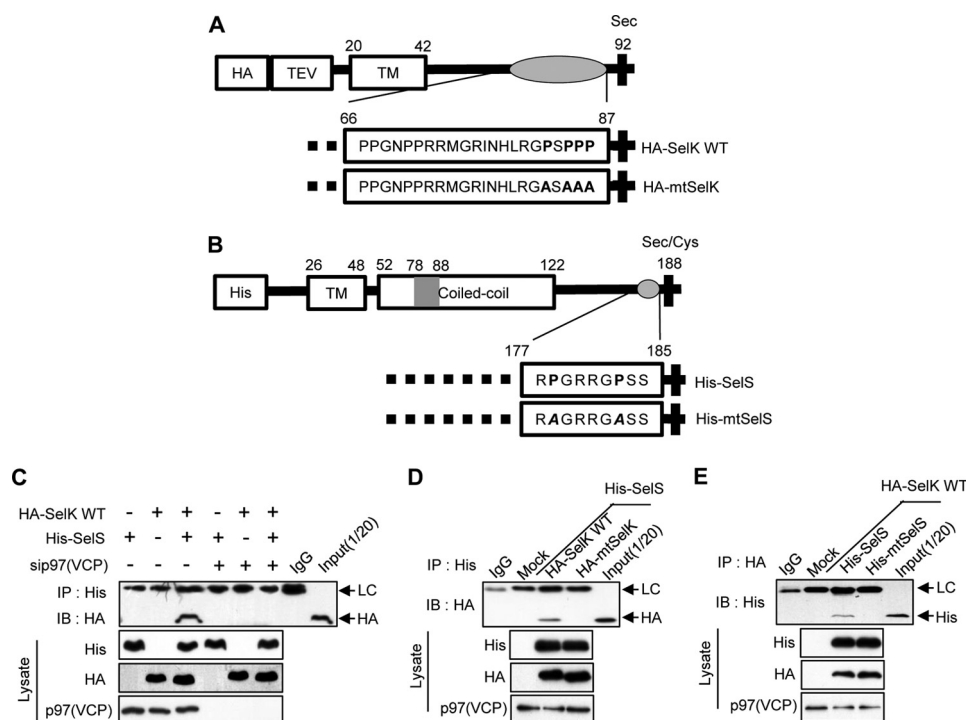 A
Sec
20 42 92
HA TEV TM
66 87
PPGNPPRRMGRINHLRGPSPPP HA-SelK WT
PPGNPPRRMGRINHLRGASAAA HA-mtSelK
B
Sec/Cys
26 48 52 78 88 122 188
His TM Coiled-coil
177 185
RPGRRGPSS His-SelS
RAGRRGASS His-mtSelS
C
HA-SelK WT - + + - + +
His-SelS + - + + - +
sip97(VCP) - - - + + + IgG Input(1/20)
IP : His LC
IB : HA HA
Lysate
His
HA
p97(VCP)
D
His-SelS
IP : His IgG Mock HA-SelK WT HA-mtSelK Input(1/20)
LC
IB : HA HA
Lysate
His
HA
p97(VCP)
E
HA-SelK WT
IP : HA IgG Mock His-SelS His-mtSelS Input(1/20)
LC
IB : His His
Lysate
His
HA
p97(VCP)